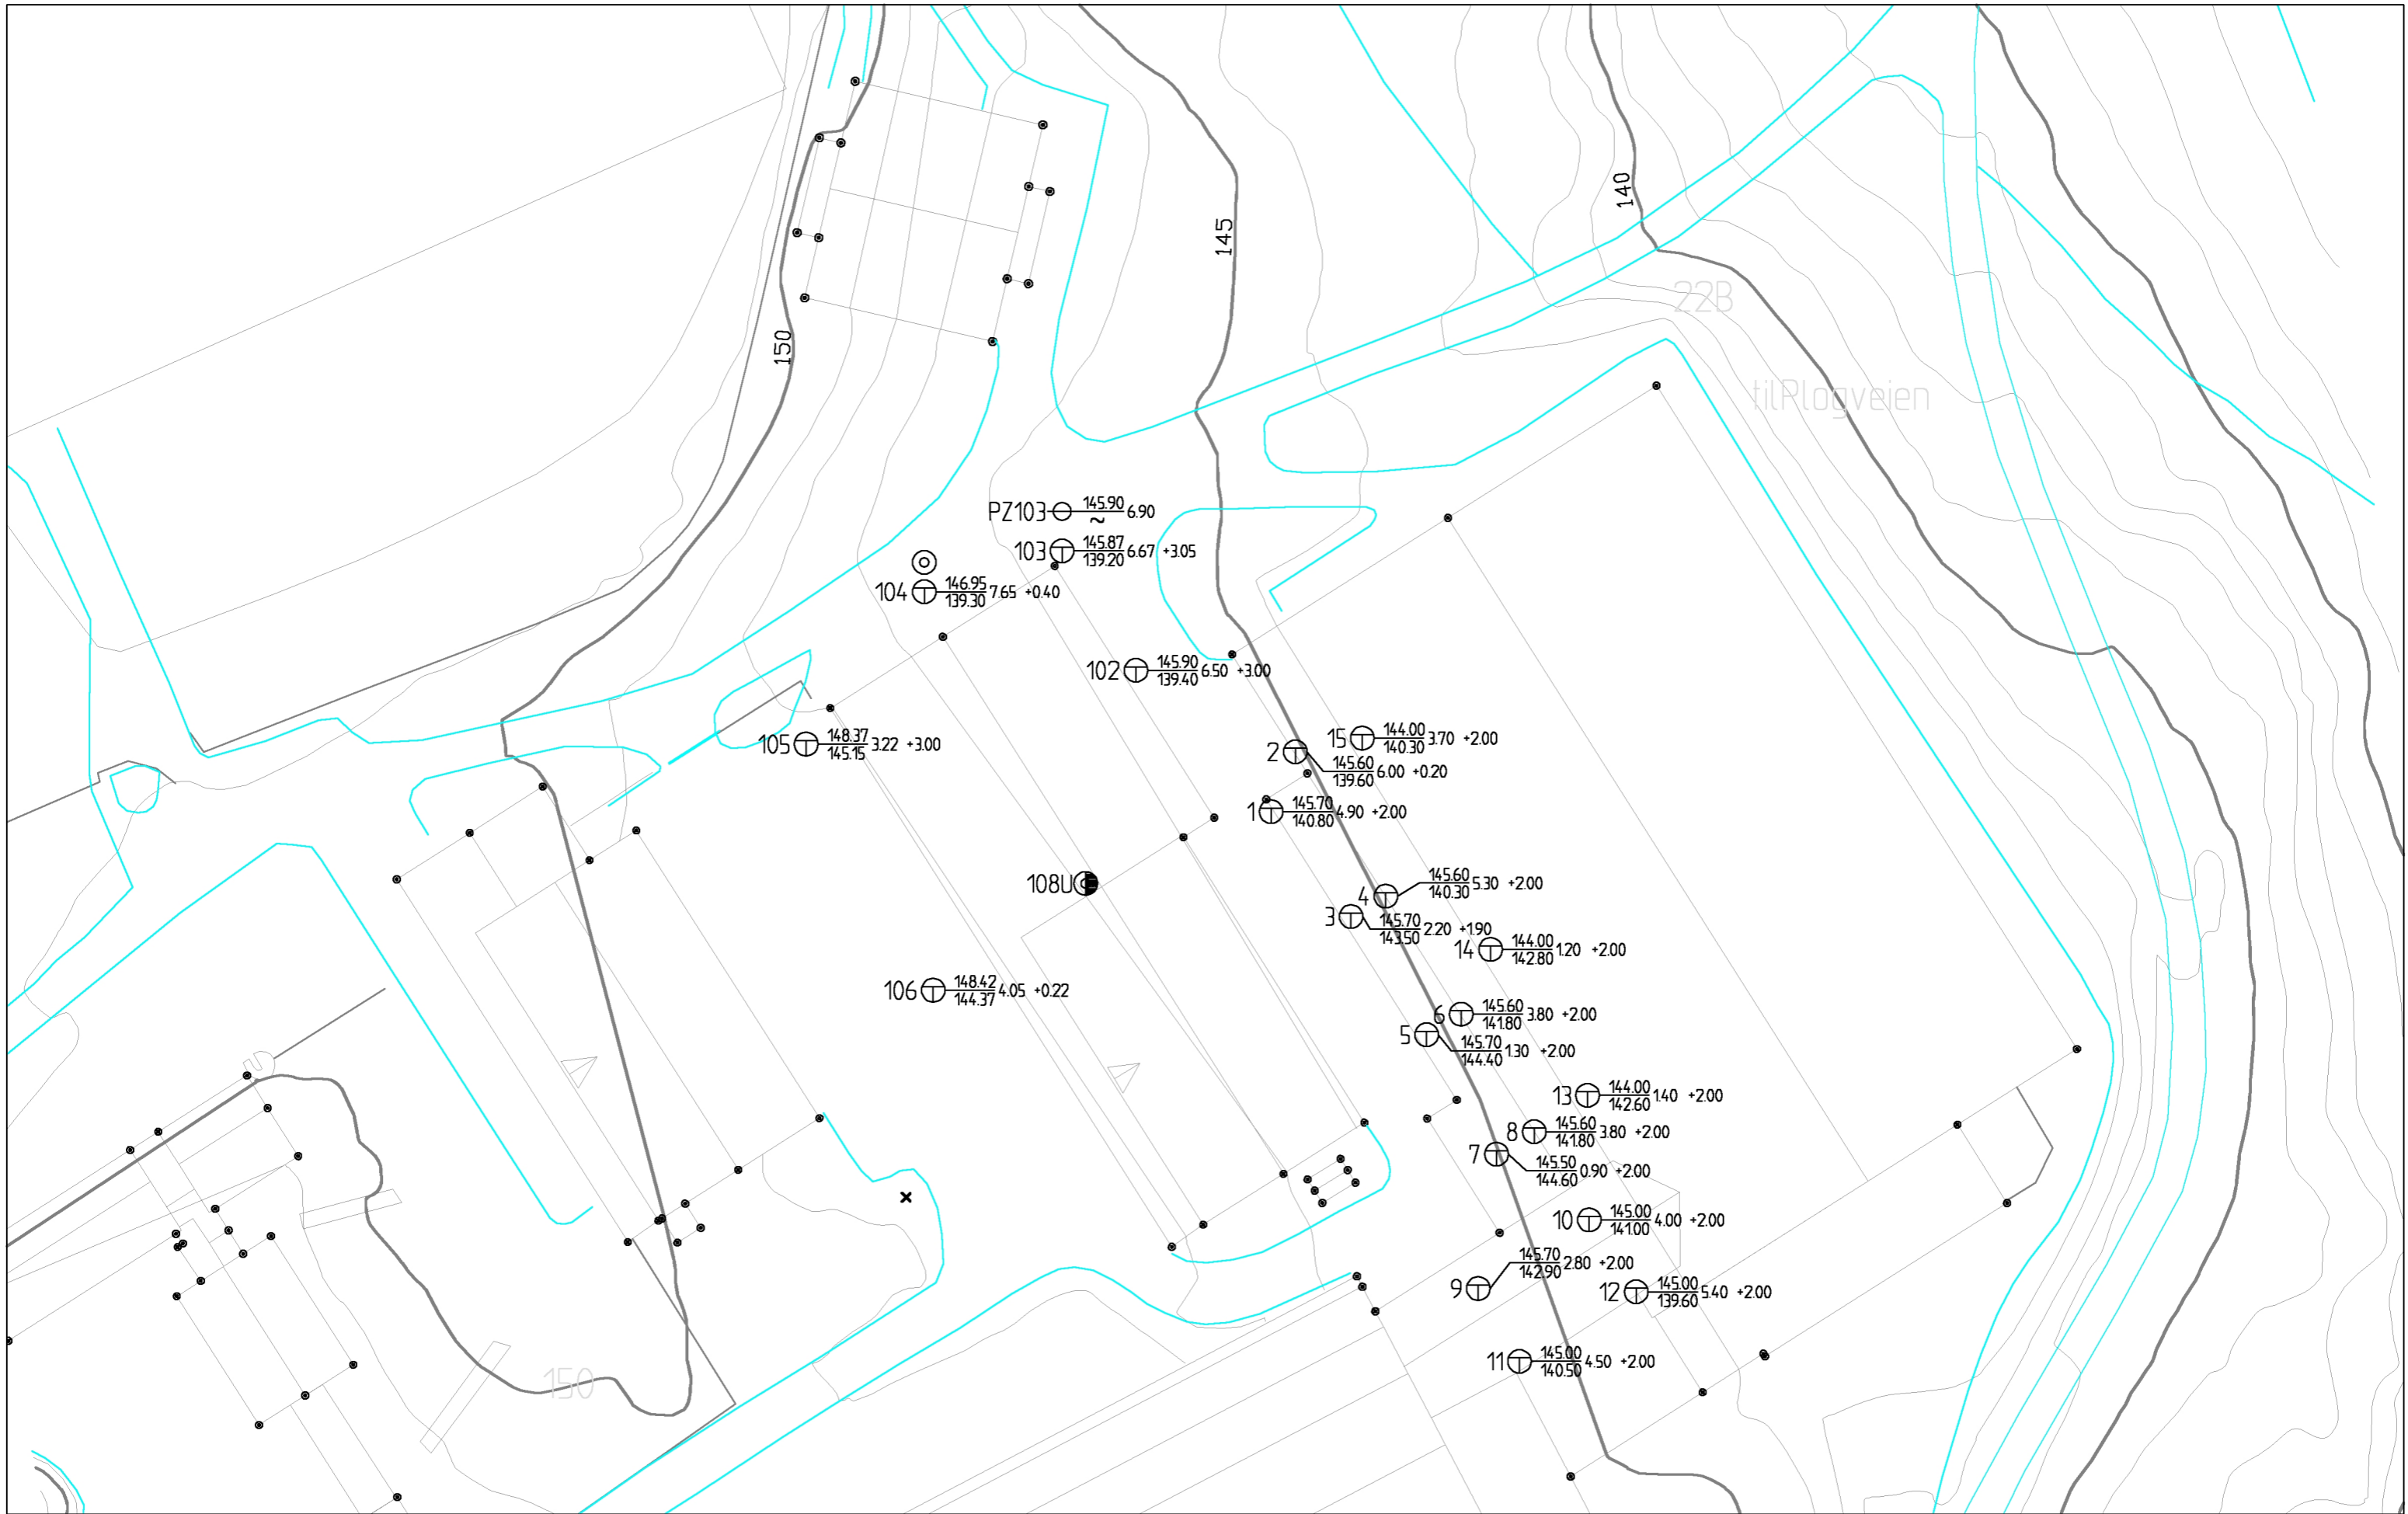 140
145
22B
150
tilPlogveien
PZ103 145.90 ~ 6.90
103 145.87 139.20 6.67 +3.05
104 146.95 139.30 7.65 +0.40
102 145.90 139.40 6.50 +3.00
105 148.37 145.15 3.22 +3.00
15 144.00 140.30 3.70 +2.00
2 145.60 139.60 6.00 +0.20
1 145.70 140.80 4.90 +2.00
108U
4 145.60 140.30 5.30 +2.00
3 145.70 143.50 2.20 +1.90
14 144.00 142.80 1.20 +2.00
106 148.42 144.37 4.05 +0.22
6 145.60 141.80 3.80 +2.00
5 145.70 144.40 1.30 +2.00
13 144.00 142.60 1.40 +2.00
8 145.60 141.80 3.80 +2.00
7 145.50 144.60 0.90 +2.00
10 145.00 141.00 4.00 +2.00
9 145.70 142.90 2.80 +2.00
12 145.00 139.60 5.40 +2.00
11 145.00 140.50 4.50 +2.00
150